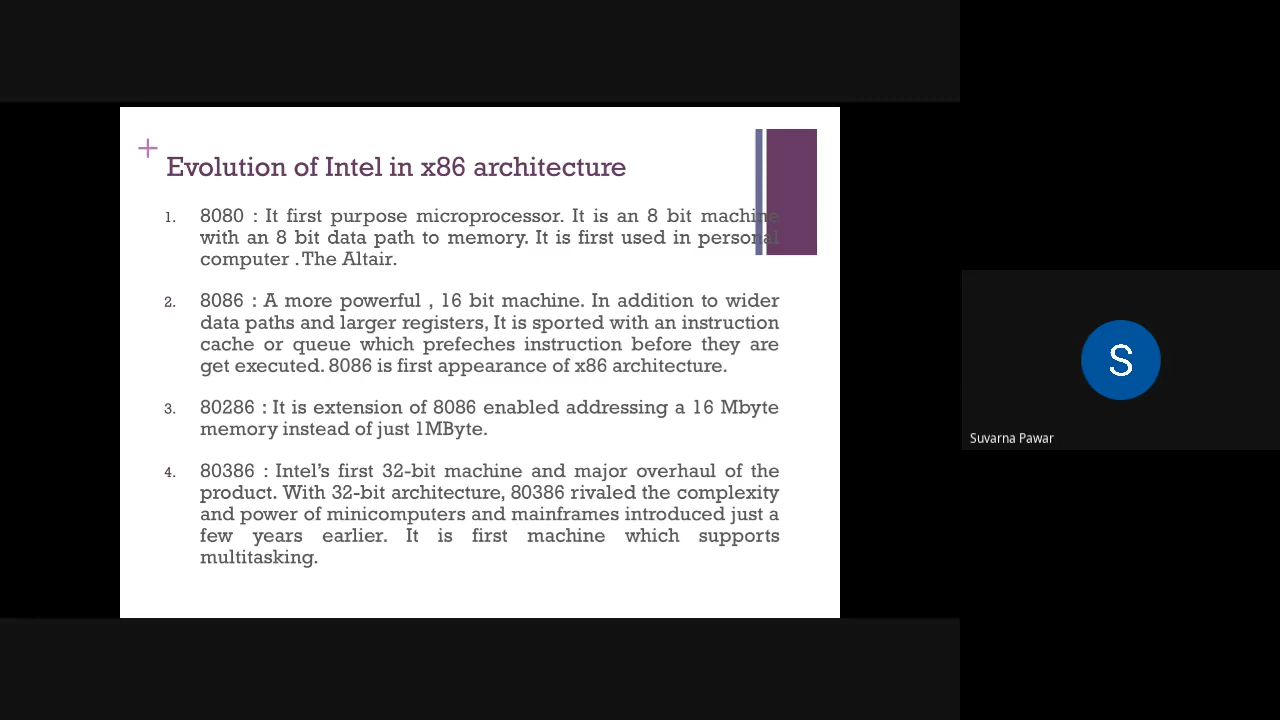 +
Evolution of Intel in x86 architecture
1. 8080 : It first purpose microprocessor. It is an 8 bit machine
with an 8 bit data path to memory. It is first used in personal
computer . The Altair.
2. 8086 : A more powerful , 16 bit machine. In addition to wider
data paths and larger registers, It is sported with an instruction
cache or queue which prefeches instruction before they are
get executed. 8086 is first appearance of x86 architecture.
3. 80286 : It is extension of 8086 enabled addressing a 16 Mbyte
memory instead of just 1MByte.
4. 80386 : Intel’s first 32-bit machine and major overhaul of the
product. With 32-bit architecture, 80386 rivaled the complexity
and power of minicomputers and mainframes introduced just a
few years earlier. It is first machine which supports
multitasking.
S
Suvarna Pawar